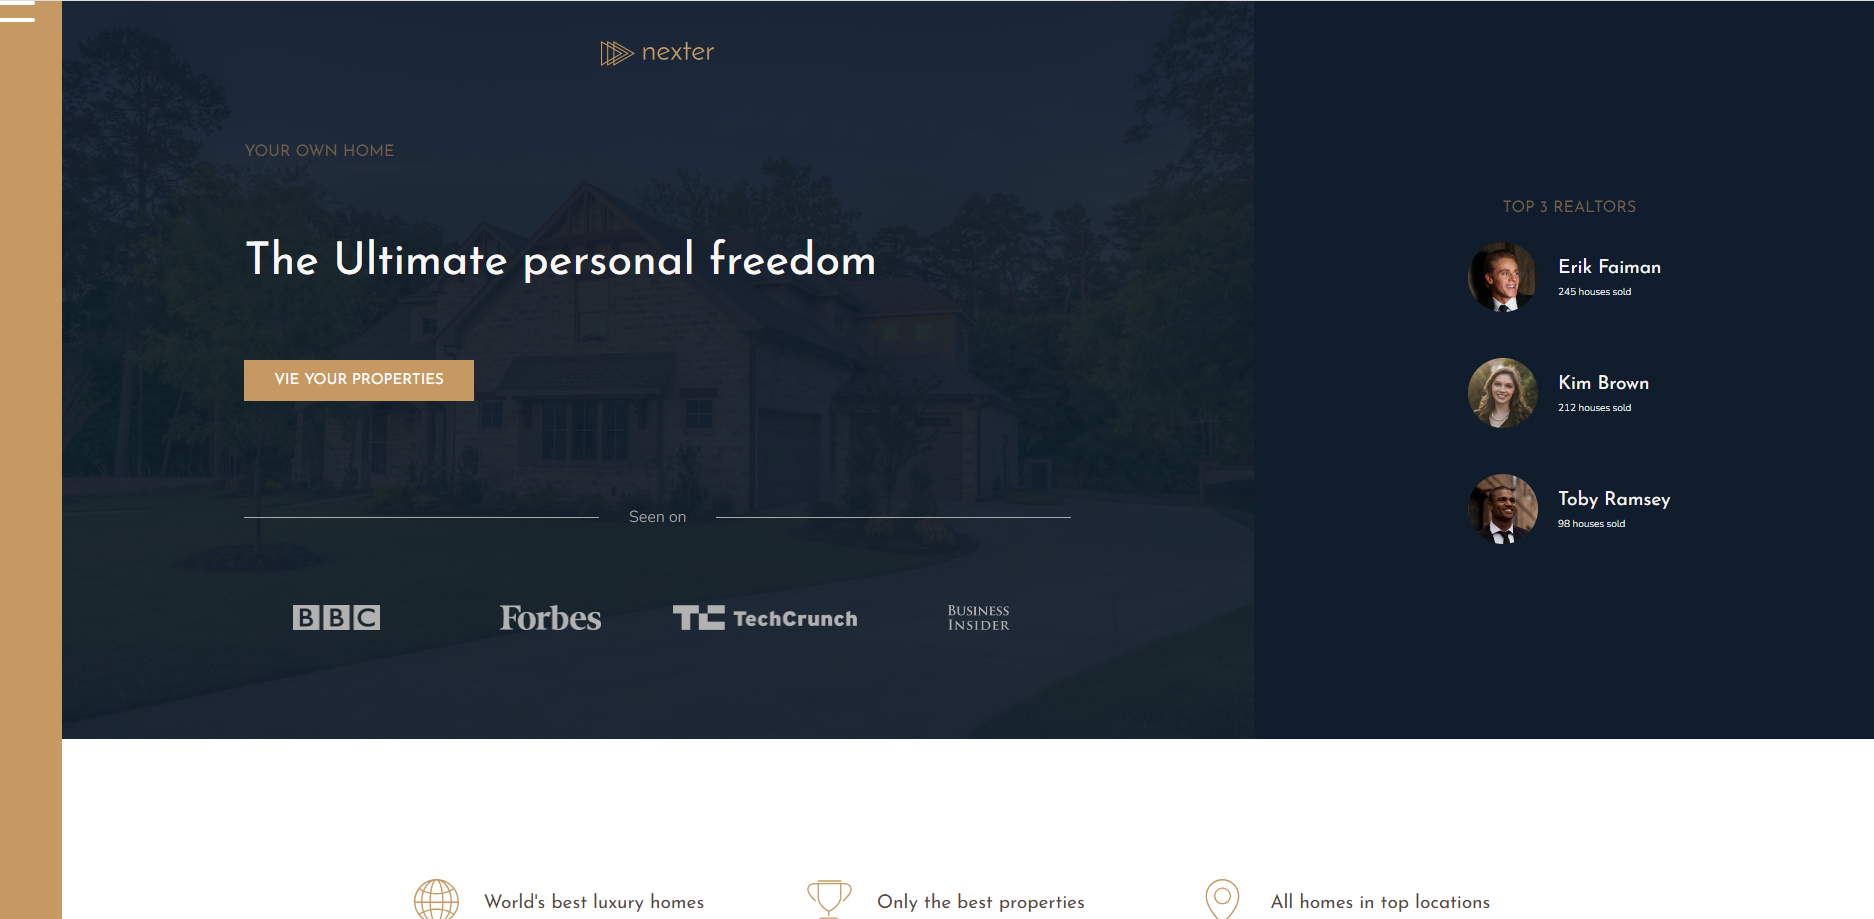 nexter
YOUR OWN HOME
The Ultimate personal freedom
VIE YOUR PROPERTIES
Seen on
BBC
Forbes
TC TechCrunch
BUSINESS
INSIDER
TOP 3 REALTORS
Erik Faiman
245 houses sold
Kim Brown
212 houses sold
Toby Ramsey
98 houses sold
World's best luxury homes
Only the best properties
All homes in top locations